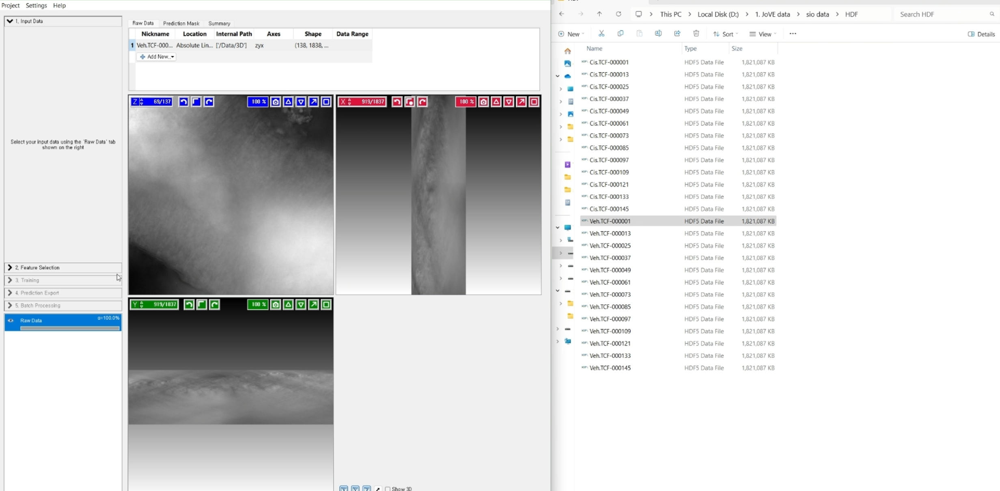 Project Settings Help
1. Input Data
Select your input data using the 'Raw Data' tab
shown on the right
2. Feature Selection
3. Training
4. Prediction Export
5. Batch Processing
Raw Data α=100.0%
Raw Data Prediction Mask Summary
Nickname Location Internal Path Axes Shape Data Range
1 Veh.TCF-000... Absolute Lin... ['/Data/3D'] zyx (138, 1838, ...
Add New..
Z 69/137 100 %
X 919/1837 100 %
Y 919/1837 100 %
Show 3D
This PC > Local Disk (D:) > 1. JoVE data > sio data > HDF
Search HDF
New Sort View ... Details
Name Type Size
Cis.TCF-000001 HDF5 Data File 1,821,087 KB
Cis.TCF-000013 HDF5 Data File 1,821,087 KB
Cis.TCF-000025 HDF5 Data File 1,821,087 KB
Cis.TCF-000037 HDF5 Data File 1,821,087 KB
Cis.TCF-000049 HDF5 Data File 1,821,087 KB
Cis.TCF-000061 HDF5 Data File 1,821,087 KB
Cis.TCF-000073 HDF5 Data File 1,821,087 KB
Cis.TCF-000085 HDF5 Data File 1,821,087 KB
Cis.TCF-000097 HDF5 Data File 1,821,087 KB
Cis.TCF-000109 HDF5 Data File 1,821,087 KB
Cis.TCF-000121 HDF5 Data File 1,821,087 KB
Cis.TCF-000133 HDF5 Data File 1,821,087 KB
Cis.TCF-000145 HDF5 Data File 1,821,087 KB
Veh.TCF-000001 HDF5 Data File 1,821,087 KB
Veh.TCF-000013 HDF5 Data File 1,821,087 KB
Veh.TCF-000025 HDF5 Data File 1,821,087 KB
Veh.TCF-000037 HDF5 Data File 1,821,087 KB
Veh.TCF-000049 HDF5 Data File 1,821,087 KB
Veh.TCF-000061 HDF5 Data File 1,821,087 KB
Veh.TCF-000073 HDF5 Data File 1,821,087 KB
Veh.TCF-000085 HDF5 Data File 1,821,087 KB
Veh.TCF-000097 HDF5 Data File 1,821,087 KB
Veh.TCF-000109 HDF5 Data File 1,821,087 KB
Veh.TCF-000121 HDF5 Data File 1,821,087 KB
Veh.TCF-000133 HDF5 Data File 1,821,087 KB
Veh.TCF-000145 HDF5 Data File 1,821,087 KB